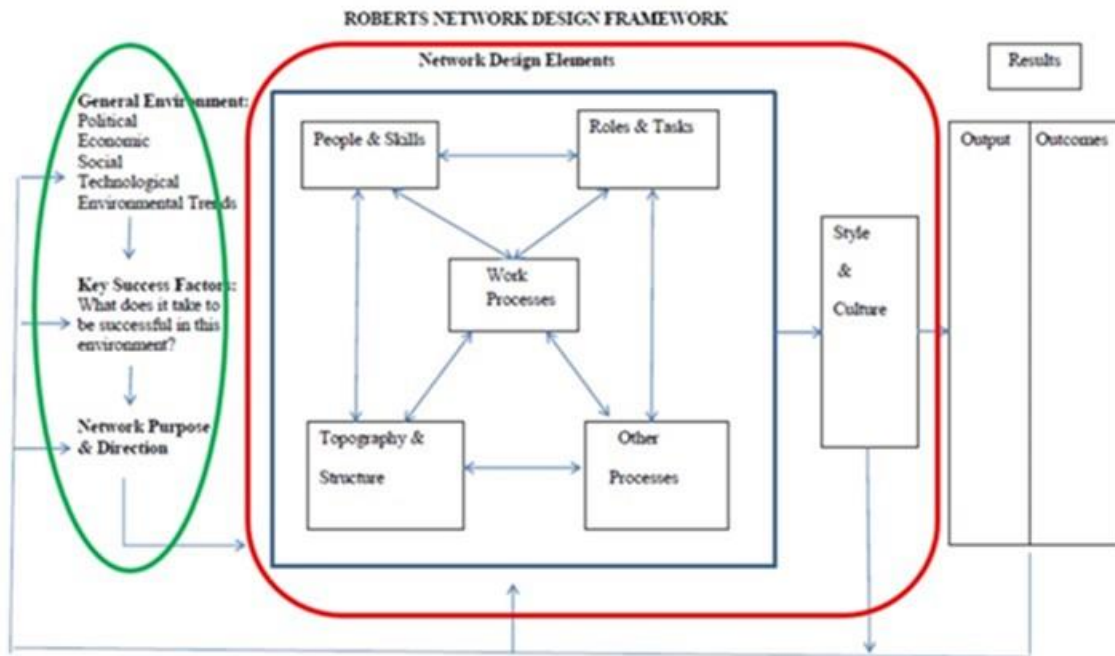 ROBERTS NETWORK DESIGN FRAMEWORK
Network Design Elements
General Environment:
Political
Economic
Social
Technological
Environmental Trends
Key Success Factors:
What does it take to
be successful in this
environment?
Network Purpose
& Direction
People & Skills
Roles & Tasks
Work
Processes
Topography &
Structure
Other
Processes
Style
&
Culture
Results
Output
Outcomes